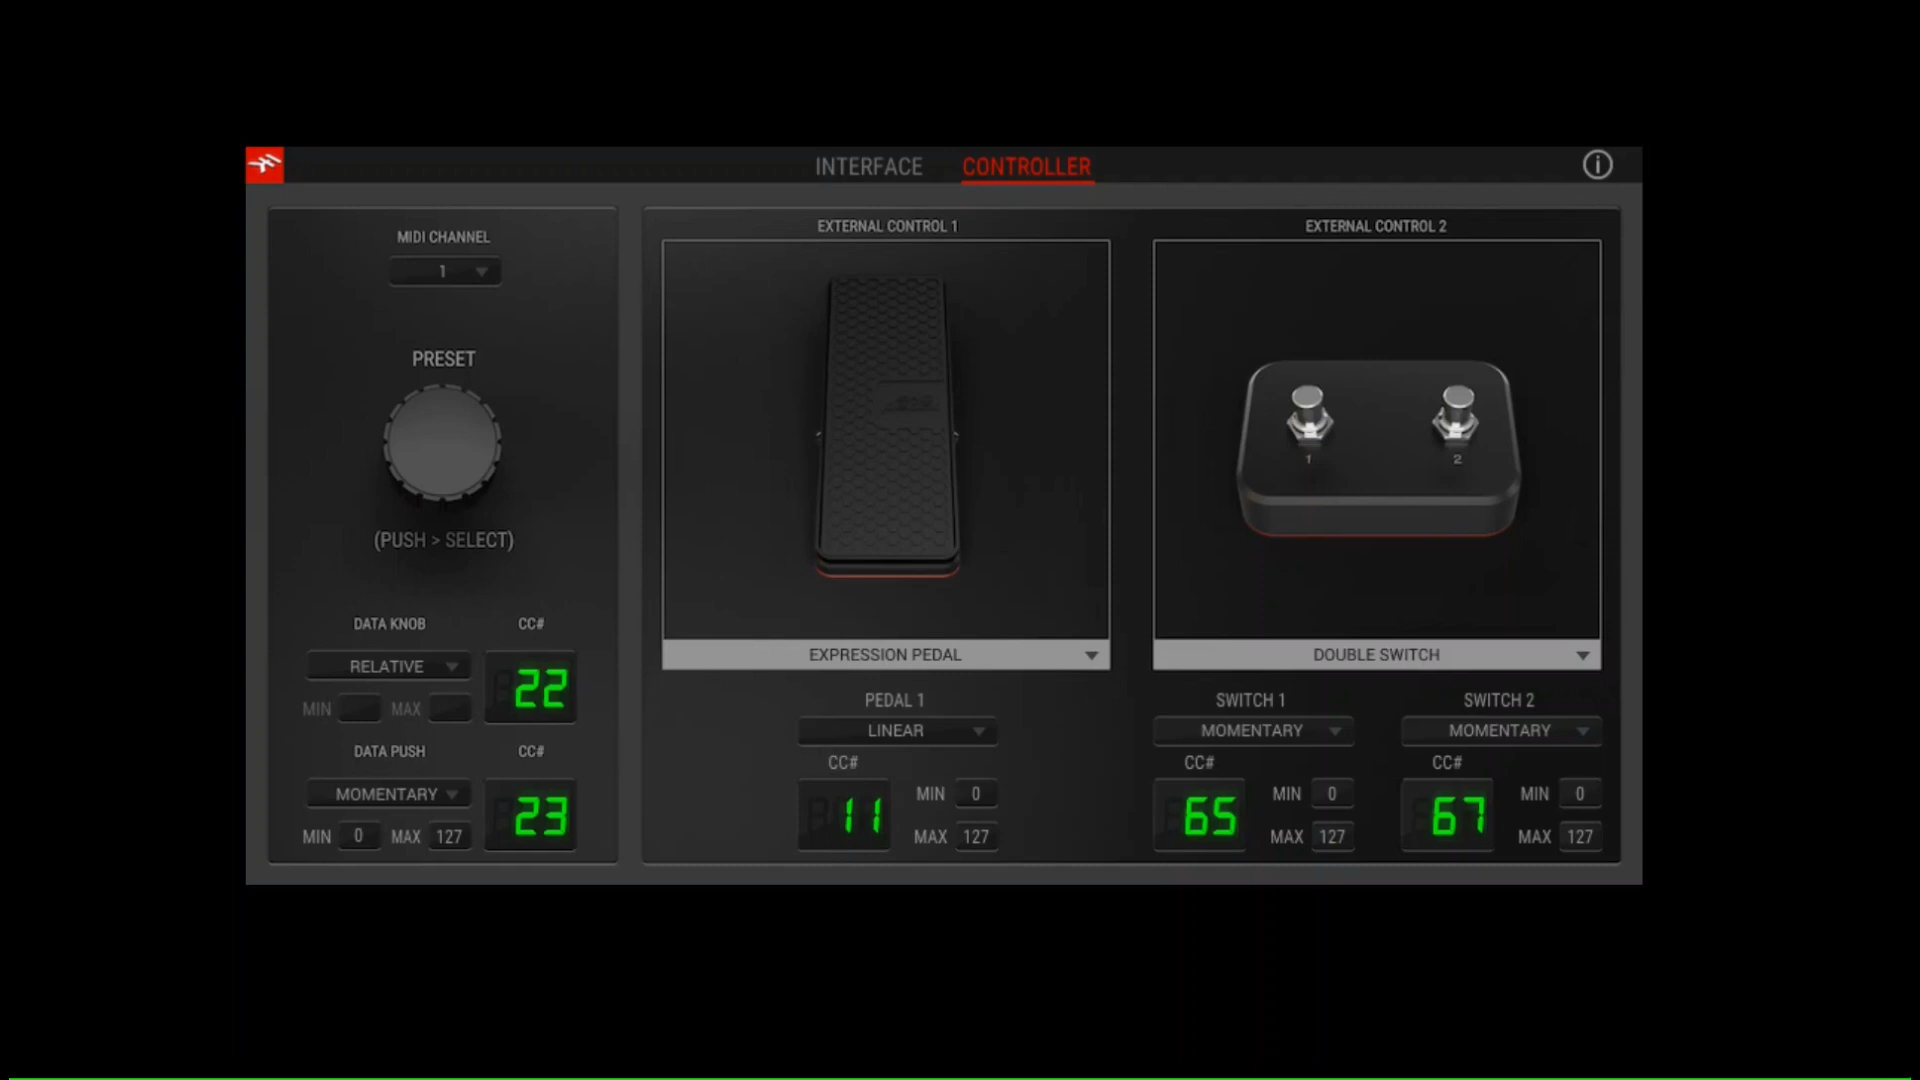 INTERFACE CONTROLLER
MIDI CHANNEL
1
PRESET
(PUSH > SELECT)
DATA KNOB CC#
RELATIVE 22
MIN MAX
DATA PUSH CC#
MOMENTARY 23
MIN 0 MAX 127
EXTERNAL CONTROL 1
EXPRESSION PEDAL
PEDAL 1
LINEAR
CC#
11
MIN 0
MAX 127
EXTERNAL CONTROL 2
1 2
DOUBLE SWITCH
SWITCH 1
MOMENTARY
CC#
65
MIN 0
MAX 127
SWITCH 2
MOMENTARY
CC#
67
MIN 0
MAX 127